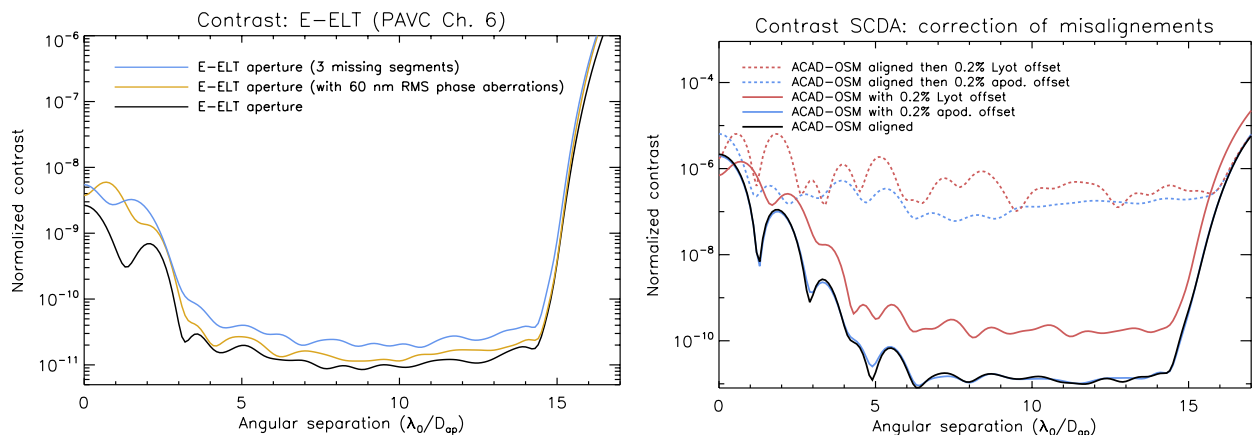 Contrast: E-ELT (PAVC Ch. 6)
E-ELT aperture (3 missing segments)
E-ELT aperture (with 60 nm RMS phase aberrations)
E-ELT aperture
Normalized contrast
10⁻⁶
10⁻⁷
10⁻⁸
10⁻⁹
10⁻¹⁰
10⁻¹¹
0 5 10 15
Angular separation (λ₀/D_ap)
Contrast SCDA: correction of misalignements
ACAD-OSM aligned then 0.2% Lyot offset
ACAD-OSM aligned then 0.2% apod. offset
ACAD-OSM with 0.2% Lyot offset
ACAD-OSM with 0.2% apod. offset
ACAD-OSM aligned
Normalized contrast
10⁻⁴
10⁻⁶
10⁻⁸
10⁻¹⁰
0 5 10 15
Angular separation (λ₀/D_ap)